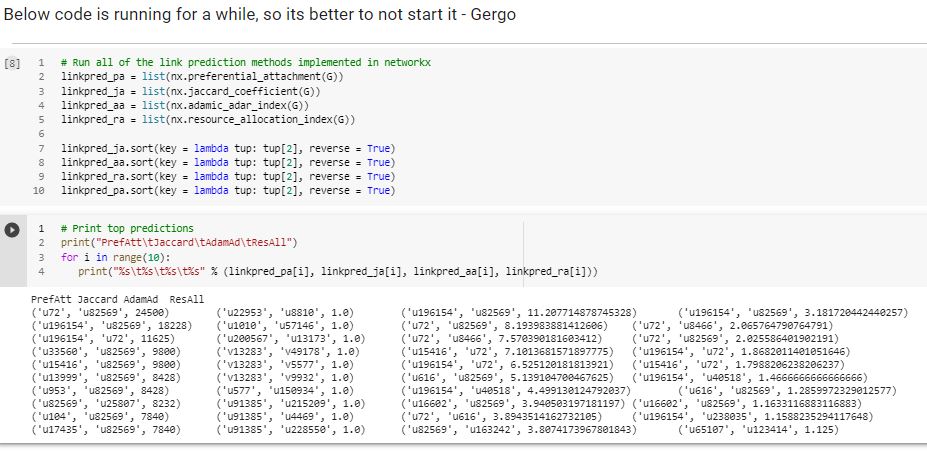 Below code is running for a while, so its better to not start it - Gergo
[8] 1 # Run all of the link prediction methods implemented in networkx
2 linkpred_pa = list(nx.preferential_attachment(G))
3 linkpred_ja = list(nx.jaccard_coefficient(G))
4 linkpred_aa = list(nx.adamic_adar_index(G))
5 linkpred_ra = list(nx.resource_allocation_index(G))
6
7 linkpred_ja.sort(key = lambda tup: tup[2], reverse = True)
8 linkpred_aa.sort(key = lambda tup: tup[2], reverse = True)
9 linkpred_ra.sort(key = lambda tup: tup[2], reverse = True)
10 linkpred_pa.sort(key = lambda tup: tup[2], reverse = True)
1 # Print top predictions
2 print("PrefAtt\tJaccard\tAdamAd\tResAll")
3 for i in range(10):
4 print("%s\t%s\t%s\t%s" % (linkpred_pa[i], linkpred_ja[i], linkpred_aa[i], linkpred_ra[i]))
PrefAtt Jaccard AdamAd ResAll
('u72', 'u82569', 24500) ('u22953', 'u8810', 1.0) ('u196154', 'u82569', 11.207714878745328) ('u196154', 'u82569', 3.181720442440257)
('u196154', 'u82569', 18228) ('u1010', 'u57146', 1.0) ('u72', 'u82569', 8.193983881412606) ('u72', 'u8466', 2.065764790764791)
('u196154', 'u72', 11625) ('u200567', 'u13173', 1.0) ('u72', 'u8466', 7.570390181603412) ('u72', 'u82569', 2.025586401902191)
('u33560', 'u82569', 9800) ('v13283', 'v49178', 1.0) ('u15416', 'u72', 7.1013681571897775) ('u196154', 'u72', 1.8682011401051646)
('u15416', 'u82569', 9800) ('v13283', 'v5577', 1.0) ('u196154', 'u72', 6.525120181813921) ('u15416', 'u72', 1.7988206238206237)
('u13999', 'u82569', 8428) ('v13283', 'v9932', 1.0) ('u616', 'u82569', 5.139104700467625) ('u196154', 'u40518', 1.4666666666666666)
('u953', 'u82569', 8428) ('u577', 'u150934', 1.0) ('u196154', 'u40518', 4.499130124792037) ('u616', 'u82569', 1.2859972329012577)
('u82569', 'u25807', 8232) ('u91385', 'u215209', 1.0) ('u16602', 'u82569', 3.940503197181197) ('u16602', 'u82569', 1.1633116883116883)
('u104', 'u82569', 7840) ('u91385', 'u4469', 1.0) ('u72', 'u616', 3.8943514162732105) ('u196154', 'u238035', 1.1588235294117648)
('u17435', 'u82569', 7840) ('u91385', 'u228550', 1.0) ('u82569', 'u163242', 3.8074173967801843) ('u65107', 'u123414', 1.125)